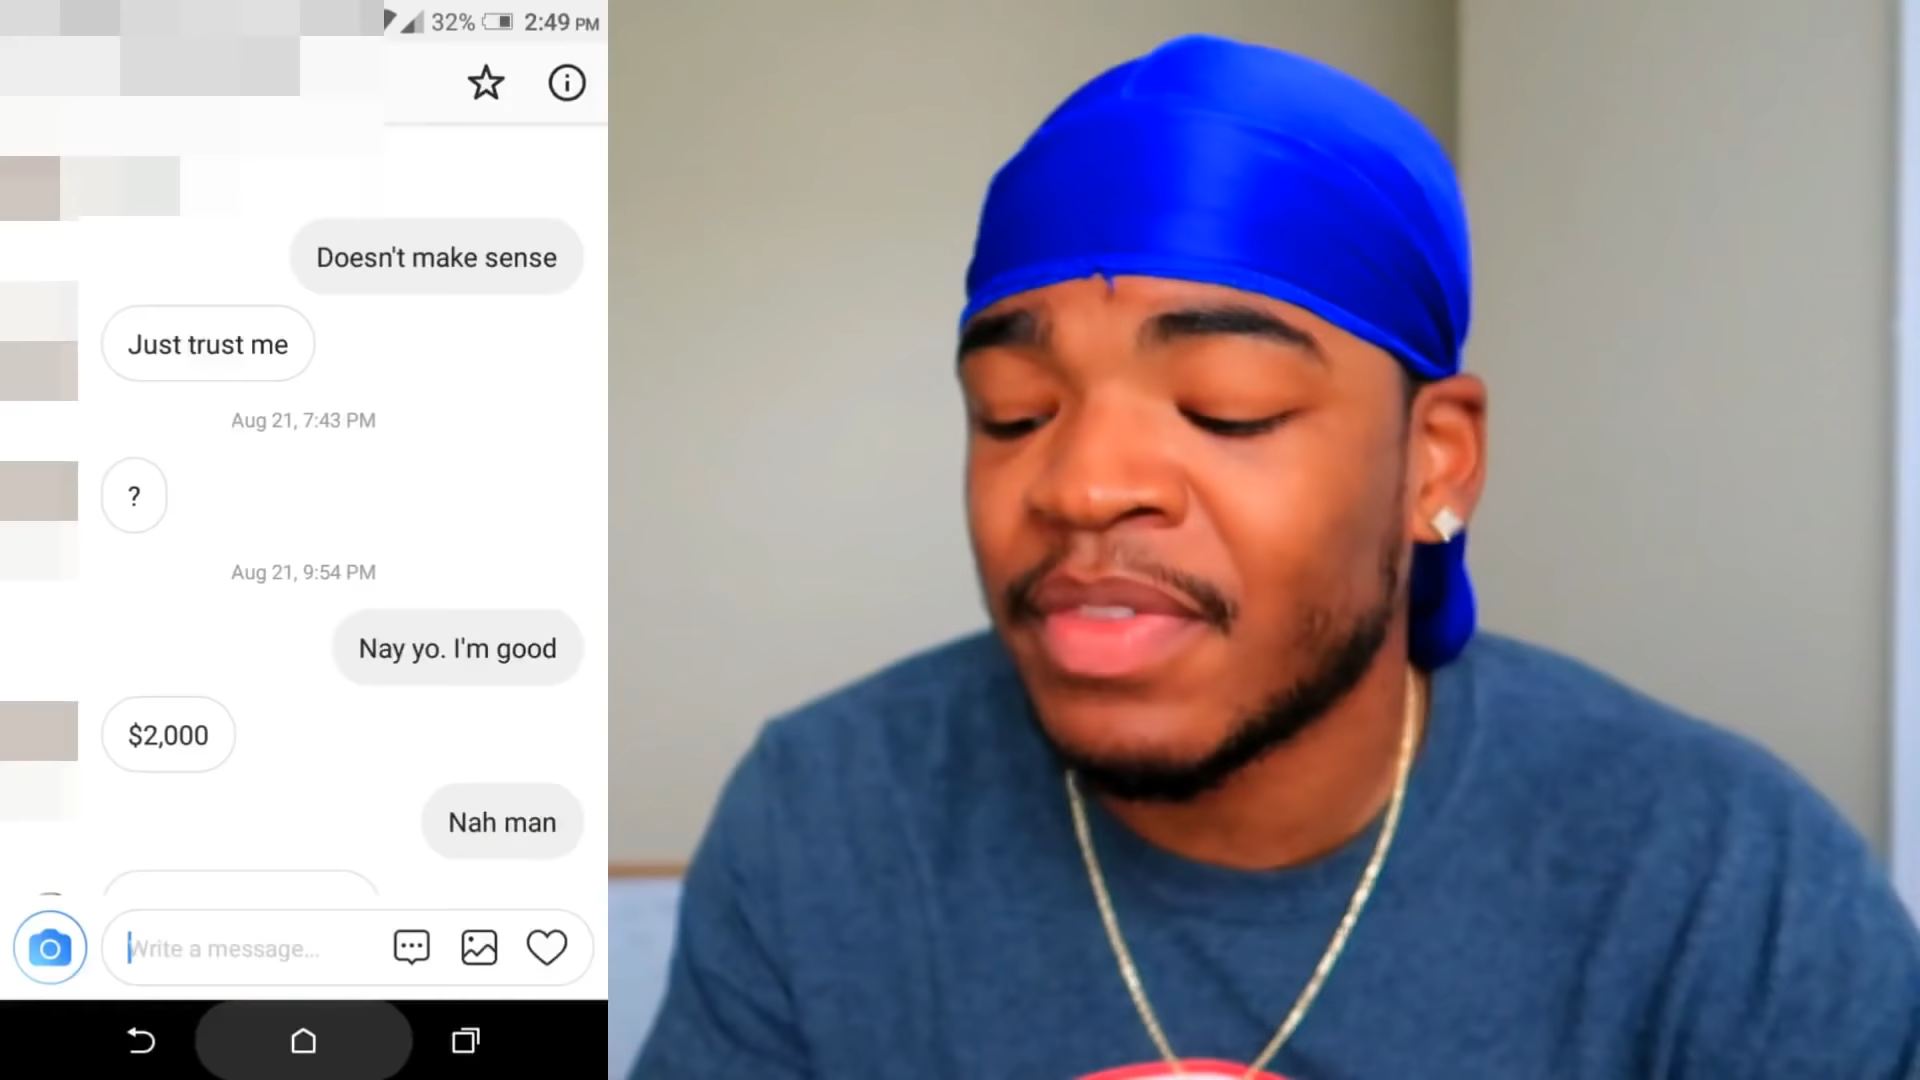 32% 2:49 PM
Doesn't make sense
Just trust me
Aug 21, 7:43 PM
?
Aug 21, 9:54 PM
Nay yo. I'm good
$2,000
Nah man
Write a message...